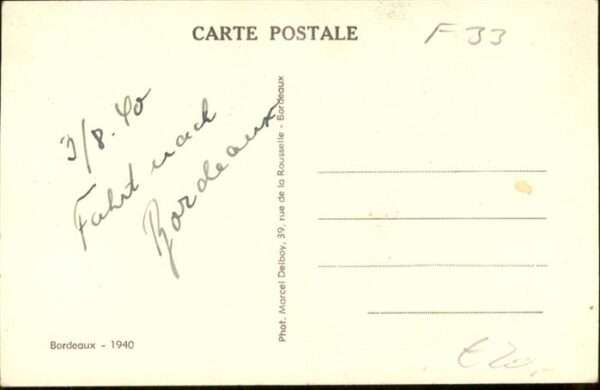 CARTE POSTALE
F 33
3/8.40
Fahrt nach
Bordeaux
Phot. Marcel Delboy, 39, rue de la Rousselle - Bordeaux
Bordeaux - 1940